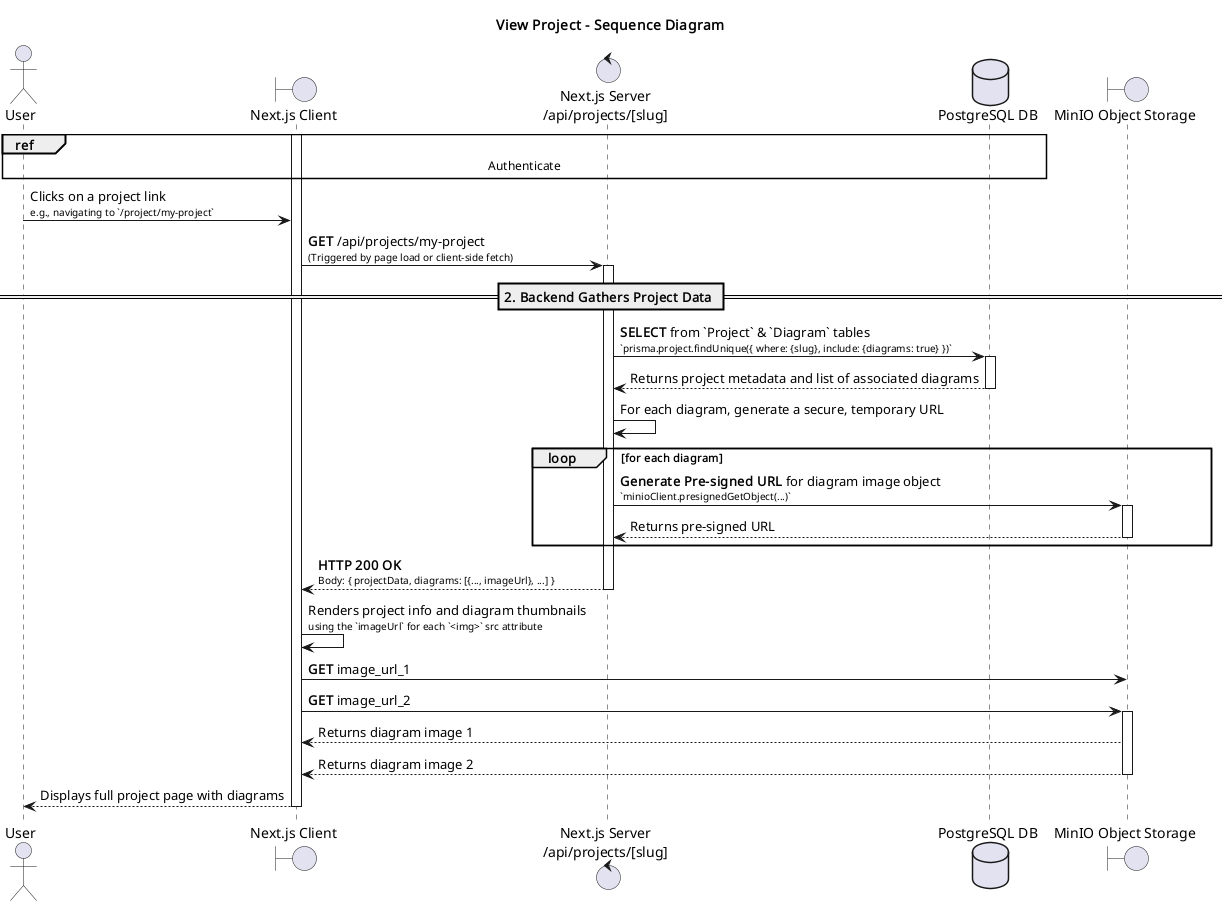 View Project - Sequence Diagram
User
Next.js Client
Next.js Server
/api/projects/[slug]
PostgreSQL DB
MinIO Object Storage
ref
Authenticate
Clicks on a project link
e.g., navigating to `/project/my-project`
GET /api/projects/my-project
(Triggered by page load or client-side fetch)
2. Backend Gathers Project Data
SELECT from `Project` & `Diagram` tables
`prisma.project.findUnique({ where: {slug}, include: {diagrams: true} })`
Returns project metadata and list of associated diagrams
For each diagram, generate a secure, temporary URL
loop
[for each diagram]
Generate Pre-signed URL for diagram image object
`minioClient.presignedGetObject(...)`
Returns pre-signed URL
HTTP 200 OK
Body: { projectData, diagrams: [{..., imageUrl}, ...] }
Renders project info and diagram thumbnails
using the `imageUrl` for each `<img>` src attribute
GET image_url_1
GET image_url_2
Returns diagram image 1
Returns diagram image 2
Displays full project page with diagrams
User
Next.js Client
Next.js Server
/api/projects/[slug]
PostgreSQL DB
MinIO Object Storage